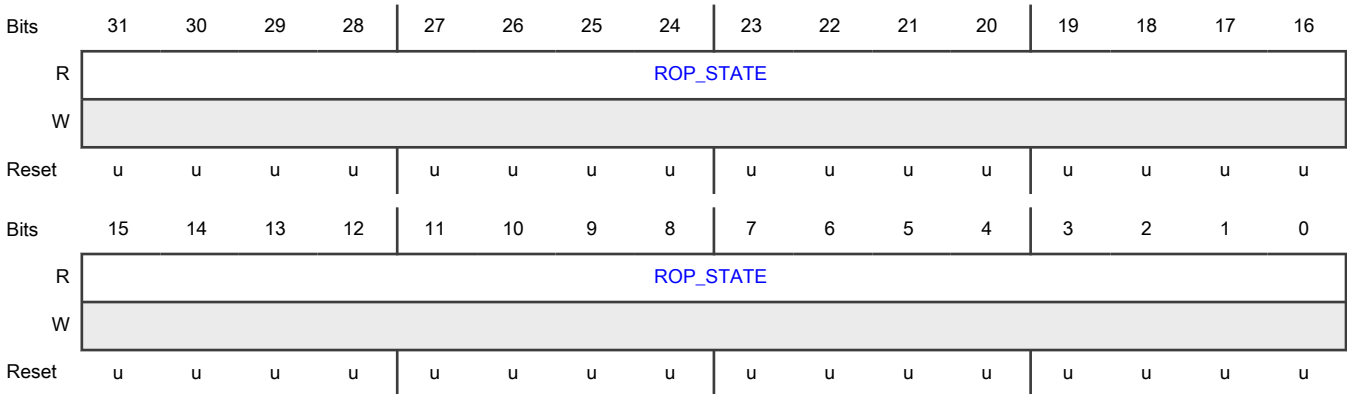 Bits 31 30 29 28 27 26 25 24 23 22 21 20 19 18 17 16
R ROP_STATE
W
Reset u u u u u u u u u u u u u u u u
Bits 15 14 13 12 11 10 9 8 7 6 5 4 3 2 1 0
R ROP_STATE
W
Reset u u u u u u u u u u u u u u u u